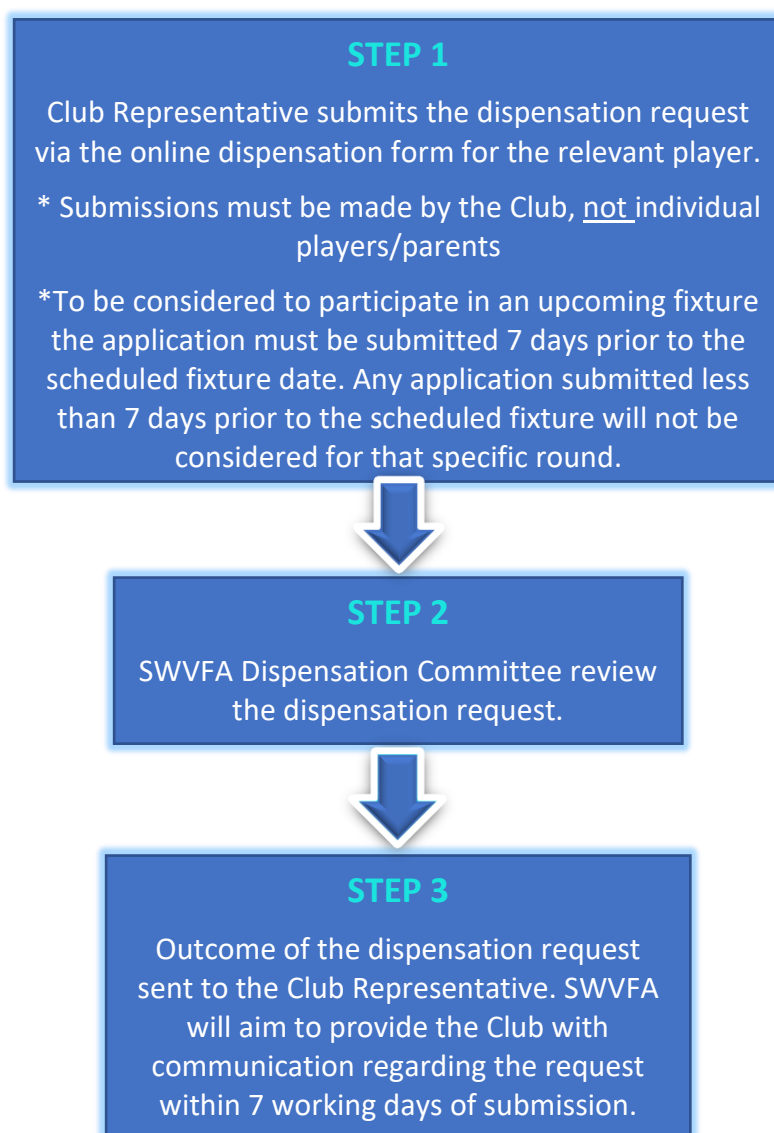 STEP 1
Club Representative submits the dispensation request
via the online dispensation form for the relevant player.
* Submissions must be made by the Club, not individual
players/parents
*To be considered to participate in an upcoming fixture
the application must be submitted 7 days prior to the
scheduled fixture date. Any application submitted less
than 7 days prior to the scheduled fixture will not be
considered for that specific round.
STEP 2
SWVFA Dispensation Committee review
the dispensation request.
STEP 3
Outcome of the dispensation request
sent to the Club Representative. SWVFA
will aim to provide the Club with
communication regarding the request
within 7 working days of submission.